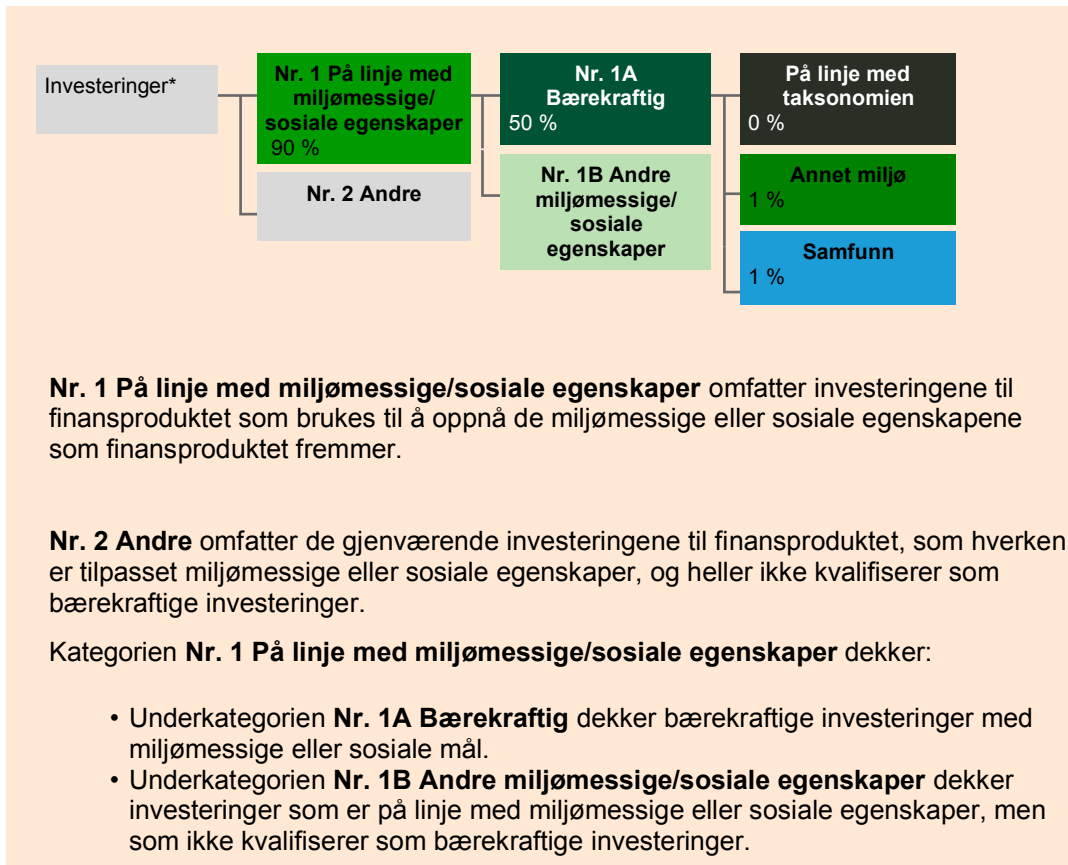 Investeringer*
Nr. 1 På linje med
miljømessige/
sosiale egenskaper
90 %
Nr. 2 Andre
Nr. 1A
Bærekraftig
50 %
Nr. 1B Andre
miljømessige/
sosiale
egenskaper
På linje med
taksonomien
0 %
Annet miljø
1 %
Samfunn
1 %
Nr. 1 På linje med miljømessige/sosiale egenskaper omfatter investeringene til
finansproduktet som brukes til å oppnå de miljømessige eller sosiale egenskapene
som finansproduktet fremmer.
Nr. 2 Andre omfatter de gjenværende investeringene til finansproduktet, som hverken
er tilpasset miljømessige eller sosiale egenskaper, og heller ikke kvalifiserer som
bærekraftige investeringer.
Kategorien Nr. 1 På linje med miljømessige/sosiale egenskaper dekker:
• Underkategorien Nr. 1A Bærekraftig dekker bærekraftige investeringer med
miljømessige eller sosiale mål.
• Underkategorien Nr. 1B Andre miljømessige/sosiale egenskaper dekker
investeringer som er på linje med miljømessige eller sosiale egenskaper, men
som ikke kvalifiserer som bærekraftige investeringer.